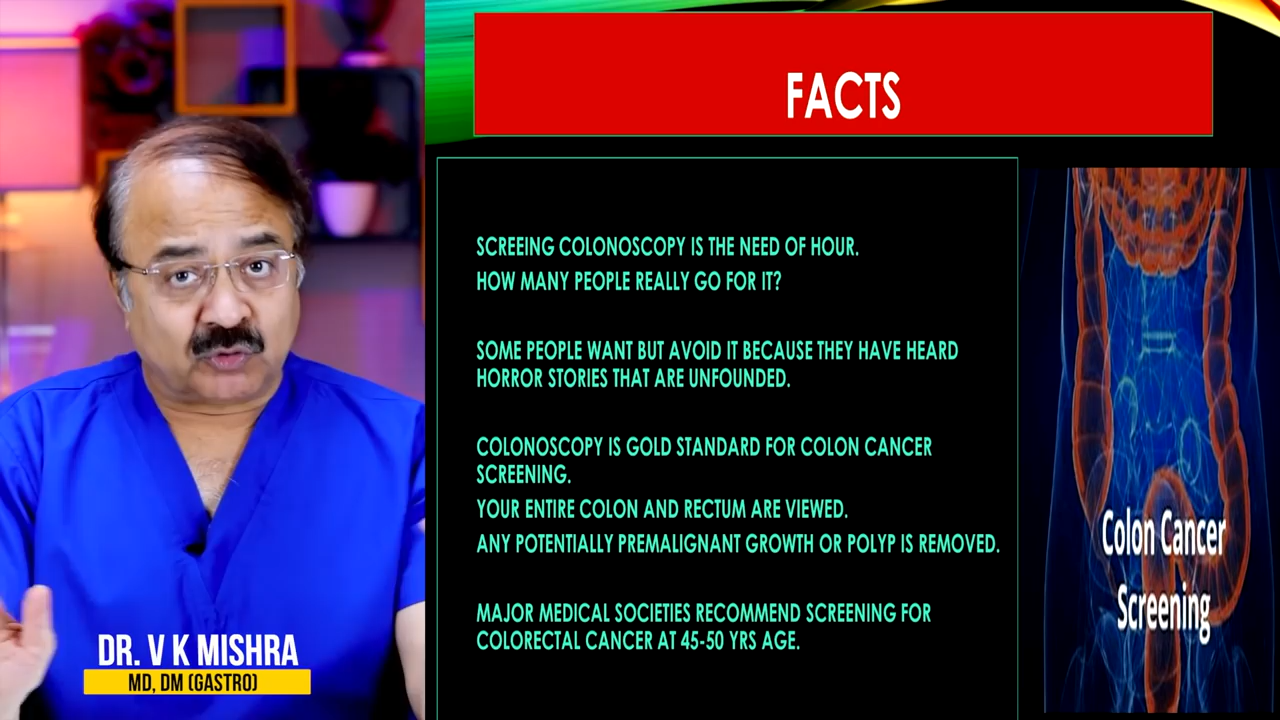 FACTS
SCREEING COLONOSCOPY IS THE NEED OF HOUR.
HOW MANY PEOPLE REALLY GO FOR IT?
SOME PEOPLE WANT BUT AVOID IT BECAUSE THEY HAVE HEARD
HORROR STORIES THAT ARE UNFOUNDED.
COLONOSCOPY IS GOLD STANDARD FOR COLON CANCER
SCREENING.
YOUR ENTIRE COLON AND RECTUM ARE VIEWED.
ANY POTENTIALLY PREMALIGNANT GROWTH OR POLYP IS REMOVED.
MAJOR MEDICAL SOCIETIES RECOMMEND SCREENING FOR
COLORECTAL CANCER AT 45-50 YRS AGE.
Colon Cancer
Screening
DR. V K MISHRA
MD, DM (GASTRO)